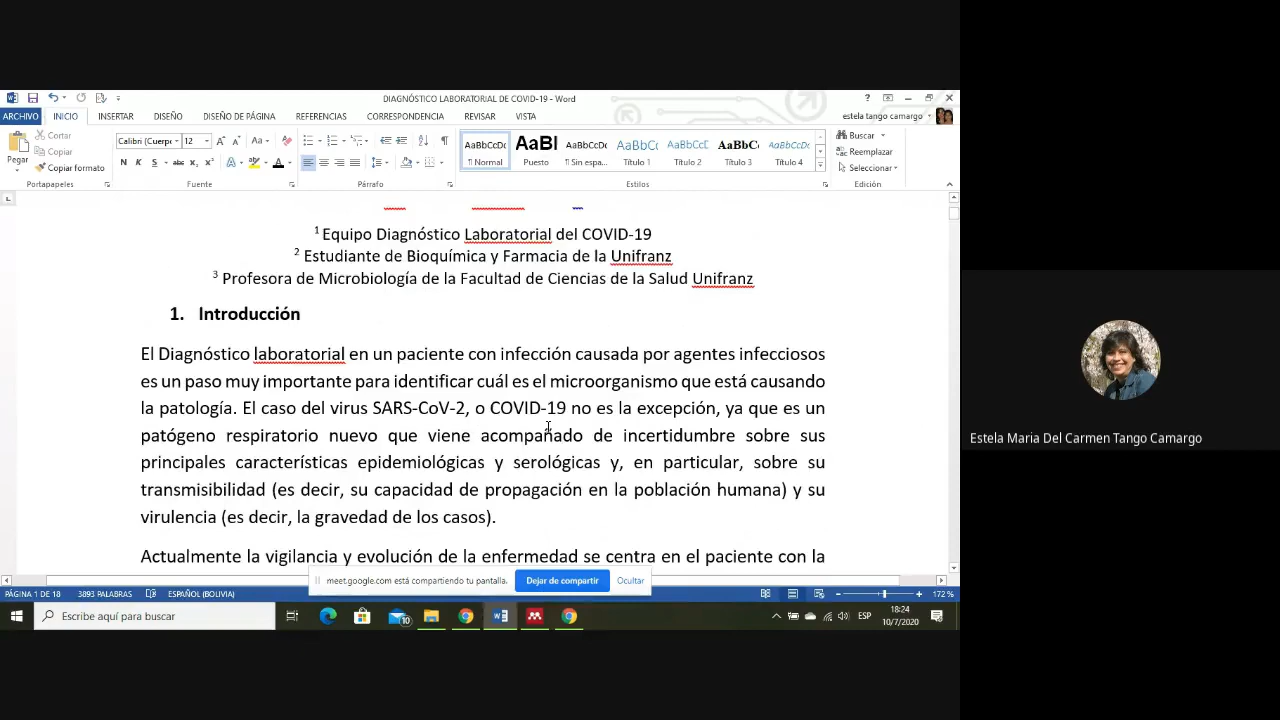 DIAGNÓSTICO LABORATORIAL DE COVID-19 - Word
ARCHIVO INICIO INSERTAR DISEÑO DISEÑO DE PÁGINA REFERENCIAS CORRESPONDENCIA REVISAR VISTA estela tango camargo
Pegar
Cortar
Copiar
Copiar formato
Calibri (Cuerpo 12
N K S abc x₂ x²
AaBbCcDc AaBl AaBbCcDc AaBbCc AaBbCcD AaBbC AaBbCcDc
¶ Normal Puesto ¶ Sin espa... Título 1 Título 2 Título 3 Título 4
Buscar
Reemplazar
Seleccionar
Portapapeles Fuente Párrafo Estilos Edición
1 Equipo Diagnóstico Laboratorial del COVID-19
2 Estudiante de Bioquímica y Farmacia de la Unifranz
3 Profesora de Microbiología de la Facultad de Ciencias de la Salud Unifranz
1. Introducción
El Diagnóstico laboratorial en un paciente con infección causada por agentes infecciosos
es un paso muy importante para identificar cuál es el microorganismo que está causando
la patología. El caso del virus SARS-CoV-2, o COVID-19 no es la excepción, ya que es un
patógeno respiratorio nuevo que viene acompañado de incertidumbre sobre sus
principales características epidemiológicas y serológicas y, en particular, sobre su
transmisibilidad (es decir, su capacidad de propagación en la población humana) y su
virulencia (es decir, la gravedad de los casos).
Actualmente la vigilancia y evolución de la enfermedad se centra en el paciente con la
meet.google.com está compartiendo tu pantalla. Dejar de compartir Ocultar
PÁGINA 1 DE 18 3893 PALABRAS ESPAÑOL (BOLIVIA) 172 %
Escribe aquí para buscar
10
ESP
18:24
10/7/2020
Estela Maria Del Carmen Tango Camargo